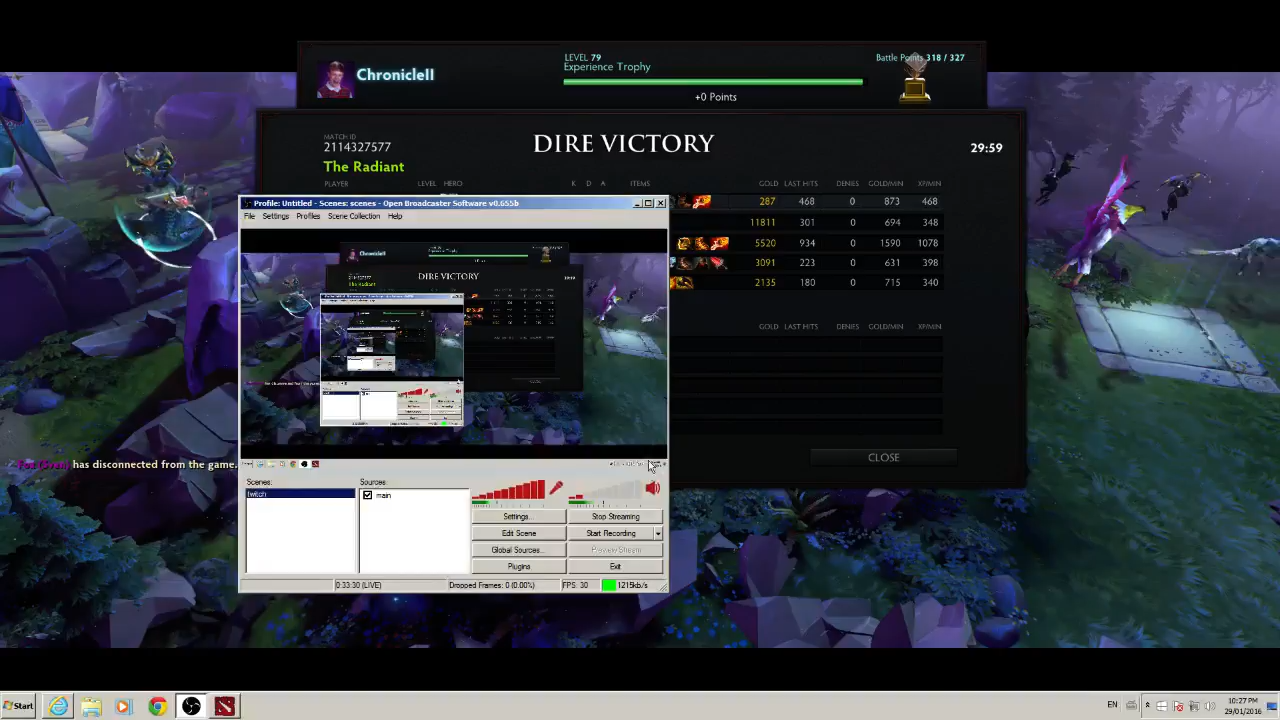 ChronicleII
LEVEL 79
Experience Trophy
Battle Points 318 / 327
+0 Points
MATCH ID
2114327577
DIRE VICTORY
29:59
The Radiant
PLAYER LEVEL HERO K D A ITEMS GOLD LAST HITS DENIES GOLD/MIN XP/MIN
287 468 0 873 468
11811 301 0 694 348
5520 934 0 1590 1078
3091 223 0 631 398
2135 180 0 715 340
GOLD LAST HITS DENIES GOLD/MIN XP/MIN
CLOSE
Profile: Untitled - Scenes: scenes - Open Broadcaster Software v0.655b
File Settings Profiles Scene Collection Help
ChronicleII
DIRE VICTORY
has disconnected from the game.
Scenes:
twitch
Sources:
main
Settings...
Stop Streaming
Edit Scene
Start Recording
Global Sources...
Preview Stream
Plugins
Exit
0:33:30 (LIVE)
Dropped Frames: 0 (0.00%)
FPS: 30
1215kb/s
Start
EN
10:27 PM
29/01/2016